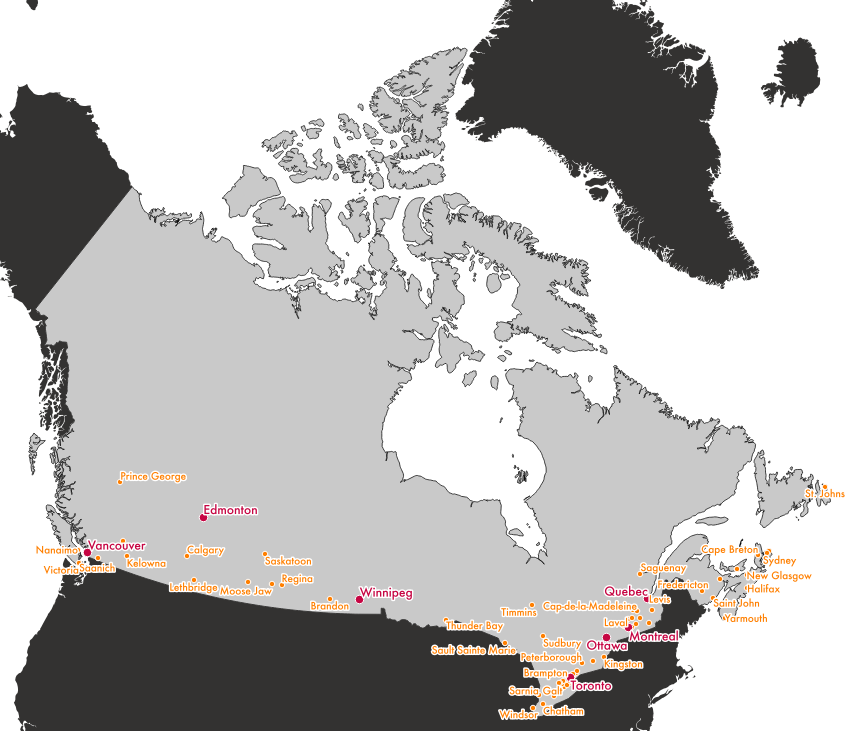 Prince George
St. Johns
Edmonton
Vancouver
Nanaimo
Calgary
Cape Breton
Sydney
Saskatoon
Kelowna
Victoria
Saanich
Saguenay
New Glasgow
Regina
Lethbridge
Moose Jaw
Fredericton
Halifax
Winnipeg
Quebec
Levis
Saint John
Brandon
Cap-de-la-Madeleine
Timmins
Yarmouth
Laval
Thunder Bay
Montreal
Sudbury
Ottawa
Sault Sainte Marie
Peterborough
Kingston
Brampton
Toronto
Sarnia
Galt
Windsor
Chatham